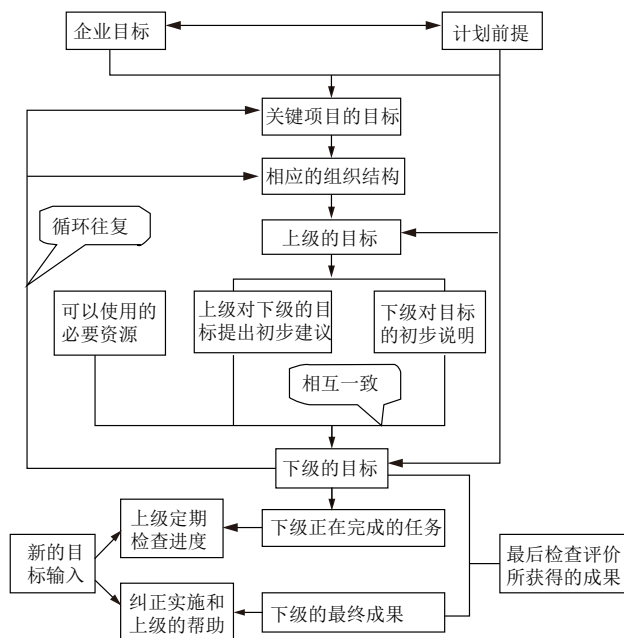 企业目标
计划前提
关键项目的目标
相应的组织结构
循环往复
上级的目标
可以使用的
必要资源
上级对下级的目
标提出初步建议
下级对目标
的初步说明
相互一致
下级的目标
上级定期
检查进度
下级正在完成的任务
新的目
标输入
最后检查评价
所获得的成果
纠正实施和
上级的帮助
下级的最终成果